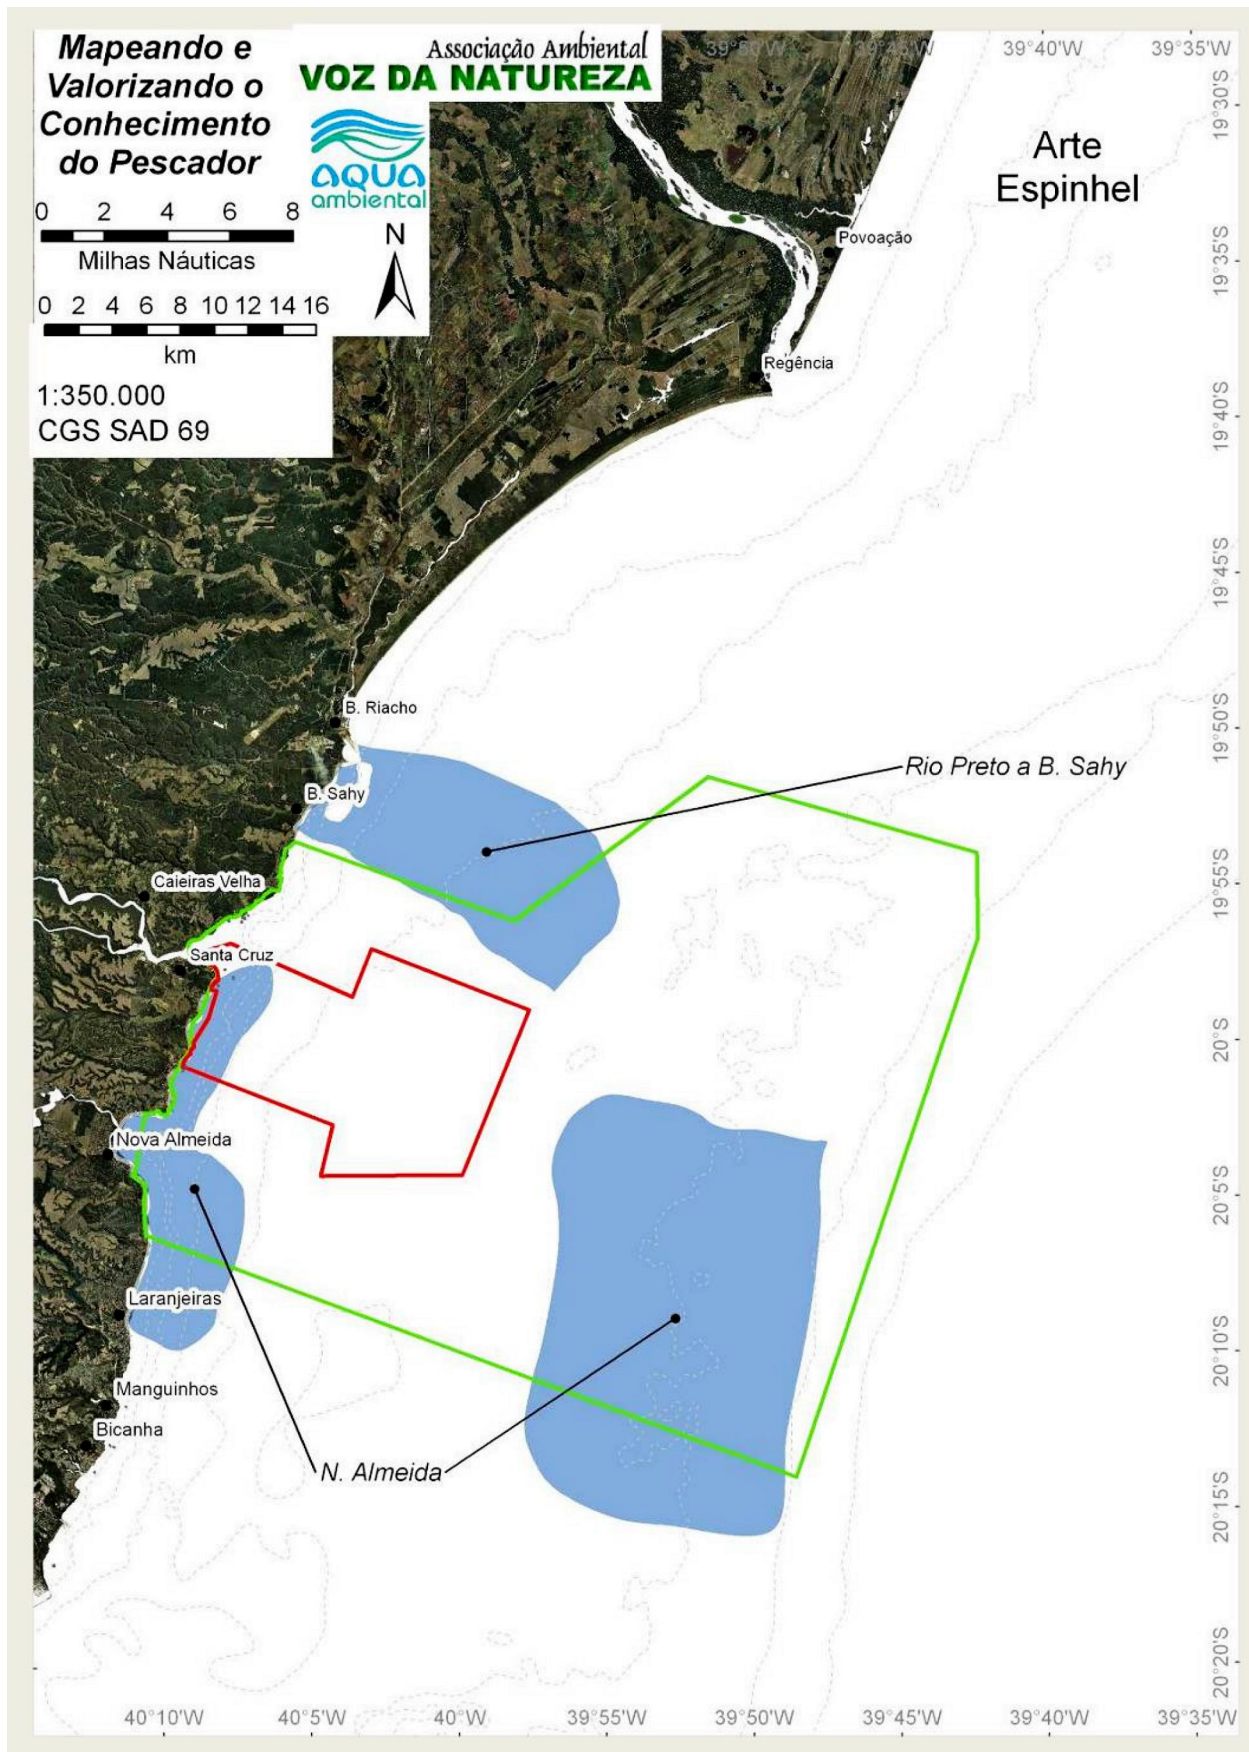 Mapeando e
Valorizando o
Conhecimento
do Pescador
Associação Ambiental
VOZ DA NATUREZA
AQUA
ambiental
0 2 4 6 8
Milhas Náuticas
0 2 4 6 8 10 12 14 16
km
1:350.000
CGS SAD 69
N
39°50'W 39°45'W 39°40'W 39°35'W
Arte
Espinhel
Povoação
Regência
B. Riacho
B. Sahy
Rio Preto a B. Sahy
Caieiras Velha
Santa Cruz
Nova Almeida
Laranjeiras
Manguinhos
Bicanha
N. Almeida
19°30'S
19°35'S
19°40'S
19°45'S
19°50'S
19°55'S
20°S
20°5'S
20°10'S
20°15'S
20°20'S
40°10'W 40°5'W 40°W 39°55'W 39°50'W 39°45'W 39°40'W 39°35'W